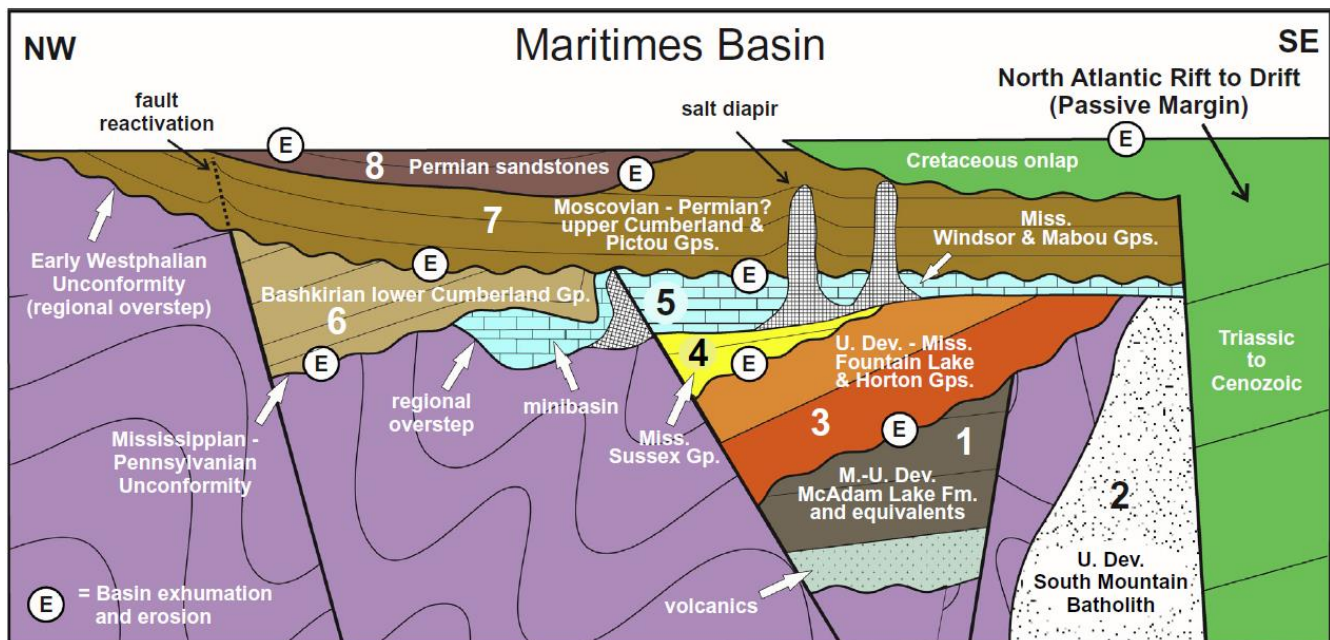 NW
Maritimes Basin
SE
North Atlantic Rift to Drift
(Passive Margin)
fault
reactivation
salt diapir
E
E
8
Permian sandstones
E
Cretaceous onlap
7
Moscovian - Permian?
upper Cumberland &
Pictou Gps.
Miss.
Windsor & Mabou Gps.
Early Westphalian
Unconformity
(regional overstep)
E
E
Bashkirian lower Cumberland Gp.
5
6
4
E
E
U. Dev. - Miss.
Fountain Lake
& Horton Gps.
Triassic
to
Cenozoic
regional
overstep
minibasin
3
E
1
Mississippian -
Pennsylvanian
Unconformity
Miss.
Sussex Gp.
M.-U. Dev.
McAdam Lake Fm.
and equivalents
2
U. Dev.
South Mountain
Batholith
volcanics
E
= Basin exhumation
and erosion